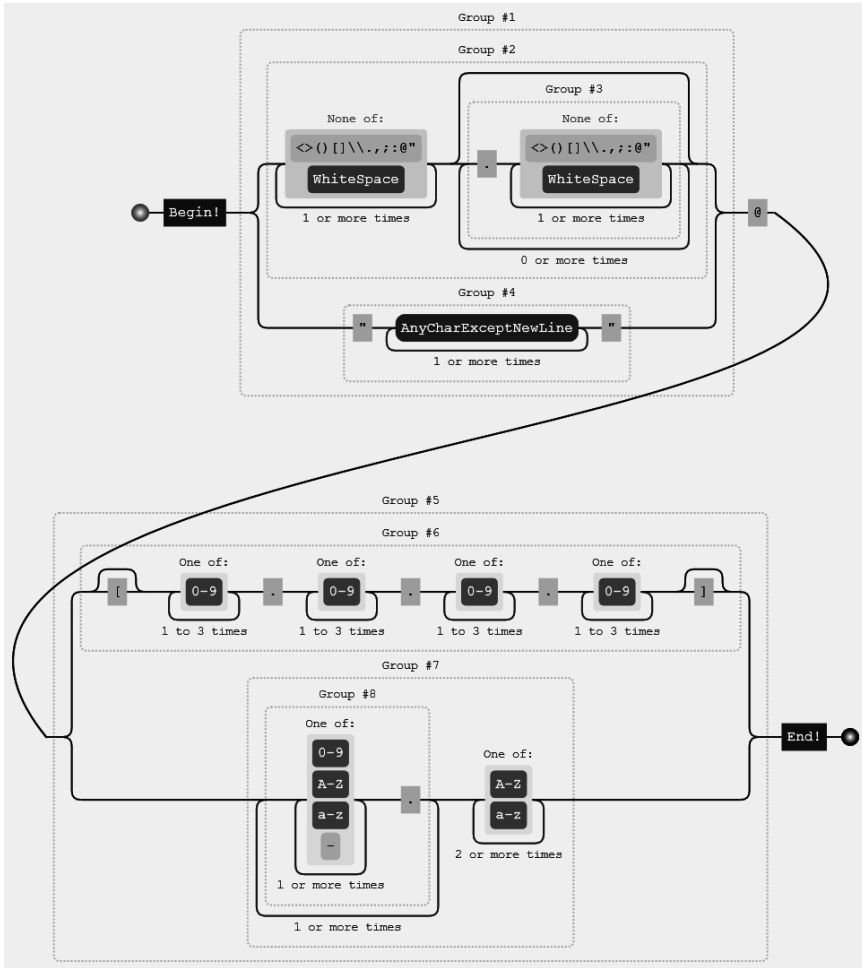 Group #1
Group #2
Group #3
None of:
None of:
<>()[]\\.,;:@"
.
<>()[]\\.,;:@"
WhiteSpace
WhiteSpace
Begin!
1 or more times
1 or more times
@
0 or more times
Group #4
"
AnyCharExceptNewLine
"
1 or more times
Group #5
Group #6
One of:
One of:
One of:
One of:
[
0-9
.
0-9
.
0-9
.
0-9
]
1 to 3 times
1 to 3 times
1 to 3 times
1 to 3 times
Group #7
Group #8
One of:
0-9
A-Z
a-z
-
.
One of:
A-Z
a-z
End!
2 or more times
1 or more times
1 or more times